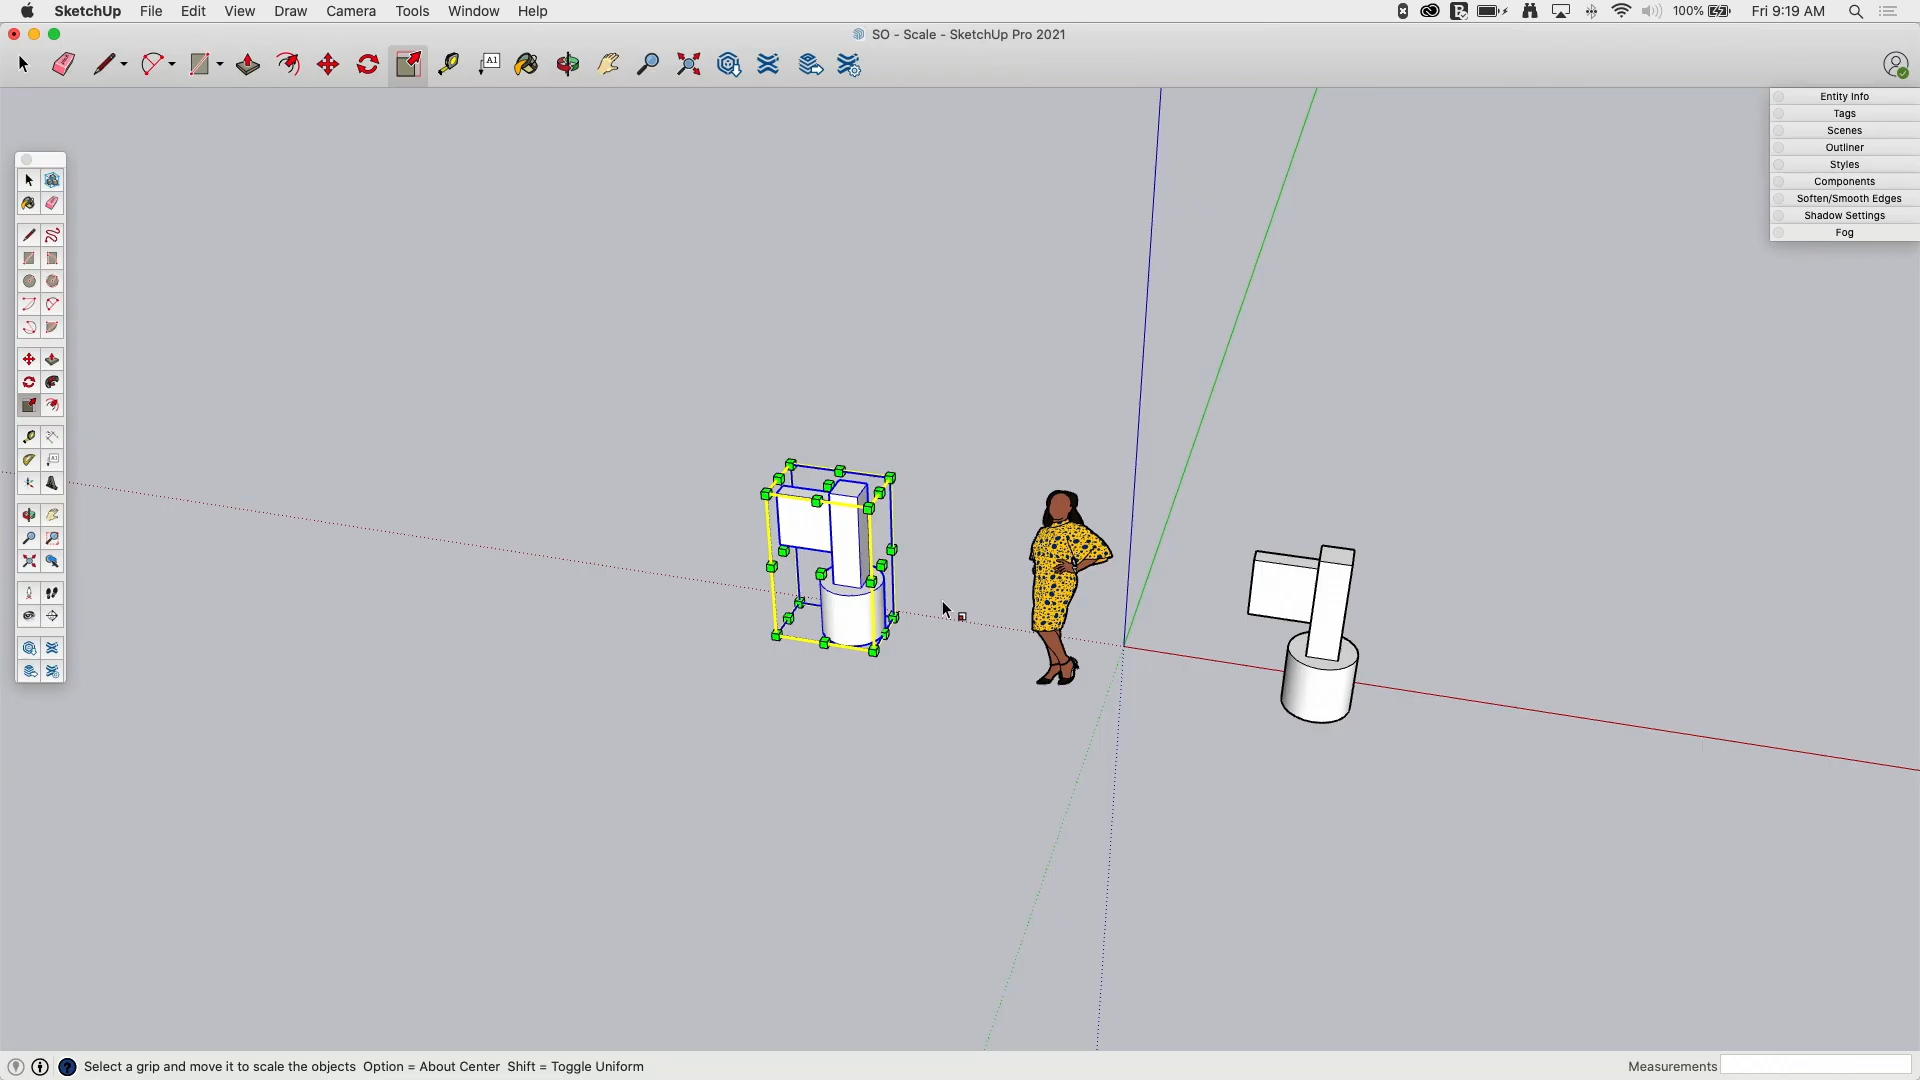 SketchUp File Edit View Draw Camera Tools Window Help 100% Fri 9:19 AM
SO - Scale - SketchUp Pro 2021
A1
Entity Info
Tags
Scenes
Outliner
Styles
Components
Soften/Smooth Edges
Shadow Settings
Fog
A1
Select a grip and move it to scale the objects Option = About Center Shift = Toggle Uniform Measurements